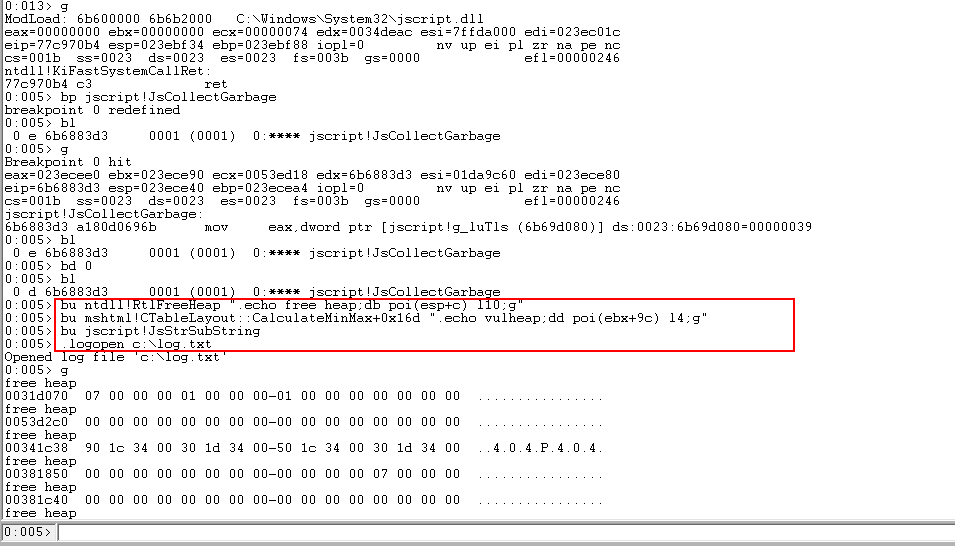 0:013> g
ModLoad: 6b600000 6b6b2000   C:\Windows\System32\jscript.dll
eax=00000000 ebx=00000000 ecx=00000074 edx=0034deac esi=7ffda000 edi=023ec01c
eip=77c970b4 esp=023ebf34 ebp=023ebf88 iopl=0         nv up ei pl zr na pe nc
cs=001b  ss=0023  ds=0023  es=0023  fs=003b  gs=0000             efl=00000246
ntdll!KiFastSystemCallRet:
77c970b4 c3              ret
0:005> bp jscript!JsCollectGarbage
breakpoint 0 redefined
0:005> bl
 0 e 6b6883d3     0001 (0001)  0:**** jscript!JsCollectGarbage
0:005> g
Breakpoint 0 hit
eax=023ecee0 ebx=023ece90 ecx=0053ed18 edx=6b6883d3 esi=01da9c60 edi=023ece80
eip=6b6883d3 esp=023ece40 ebp=023ecea4 iopl=0         nv up ei pl zr na pe nc
cs=001b  ss=0023  ds=0023  es=0023  fs=003b  gs=0000             efl=00000246
jscript!JsCollectGarbage:
6b6883d3 a180d0696b      mov     eax,dword ptr [jscript!g_luTls (6b69d080)] ds:0023:6b69d080=00000039
0:005> bl
 0 e 6b6883d3     0001 (0001)  0:**** jscript!JsCollectGarbage
0:005> bd 0
0:005> bl
 0 d 6b6883d3     0001 (0001)  0:**** jscript!JsCollectGarbage
0:005> bu ntdll!RtlFreeHeap ".echo free heap;db poi(esp+c) l10;g"
0:005> bu mshtml!CTableLayout::CalculateMinMax+0x16d ".echo vulheap;dd poi(ebx+9c) l4;g"
0:005> bu jscript!JsStrSubString
0:005> .logopen c:\log.txt
Opened log file 'c:\log.txt'
0:005> g
free heap
0031d070  07 00 00 00 01 00 00 00-01 00 00 00 00 00 00 00  ................
free heap
0053d2c0  00 00 00 00 00 00 00 00-00 00 00 00 00 00 00 00  ................
free heap
00341c38  90 1c 34 00 30 1d 34 00-50 1c 34 00 30 1d 34 00  ..4.0.4.P.4.0.4.
free heap
00381850  00 00 00 00 00 00 00 00-00 00 00 00 07 00 00 00  ................
free heap
00381c40  00 00 00 00 00 00 00 00-00 00 00 00 00 00 00 00  ................
free heap
0:005>